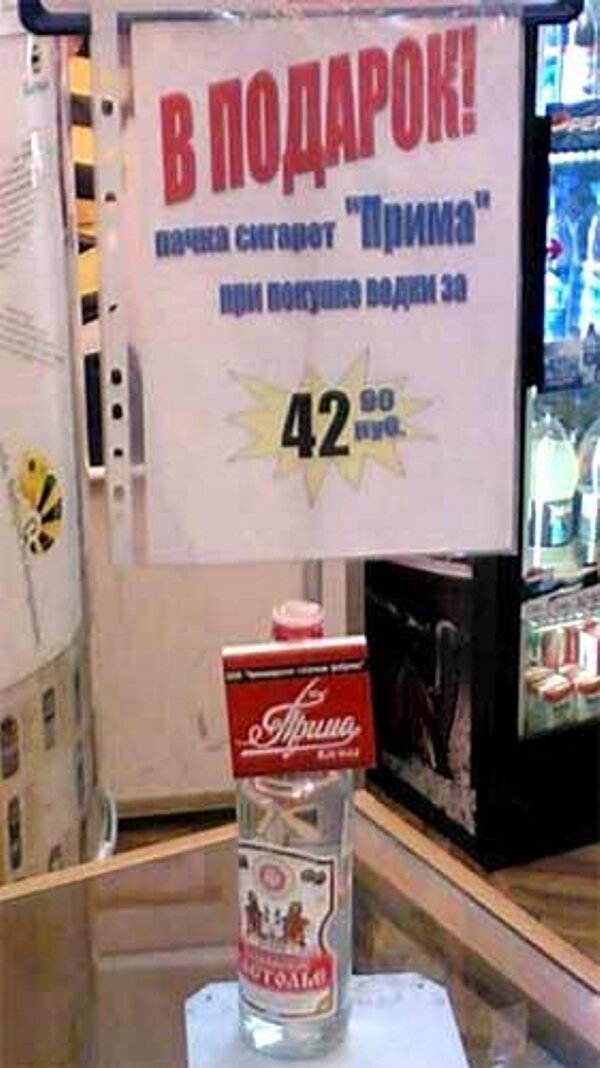 В ПОДАРОК!
пачка сигарет "Прима"
при покупке водки за
42 90
руб.
Прима